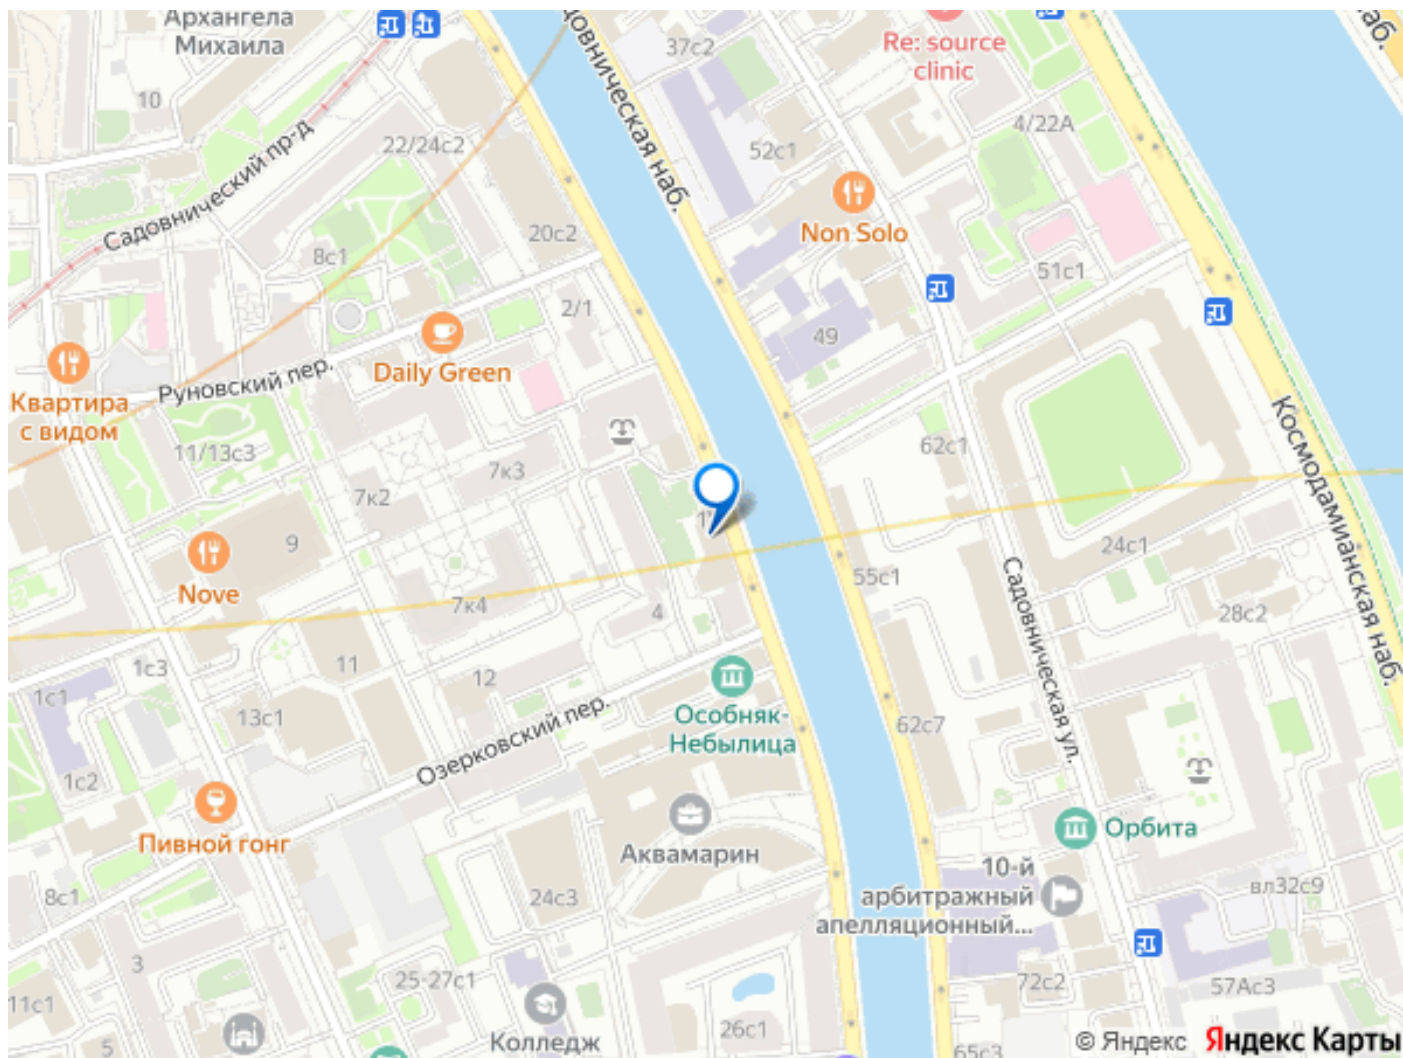 Архангела
Михаила
37с2
Re: source
clinic
10
22/24с2
4/22А
52с1
Садовнический пр-д
Садовническая наб.
наб.
Non Solo
20с2
8с1
51с1
2/1
49
Daily Green
Руновский пер.
Квартира
с видом
11/13с3
7к3
7к2
62с1
Космодамианская наб.
9
Nove
24с1
55с1
7к4
4
28с2
Садовническая ул.
1с3
11
12
1с1
13с1
Особняк-
Небылица
62с7
Озерковский пер.
1с2
Пивной гонг
Аквамарин
Орбита
10-й
арбитражный
апелляционный...
вл32с9
8с1
24с3
3
25-27с1
72с2
57Ас3
11с1
26с1
5
Колледж
65с3
© Яндекс Яндекс Карты